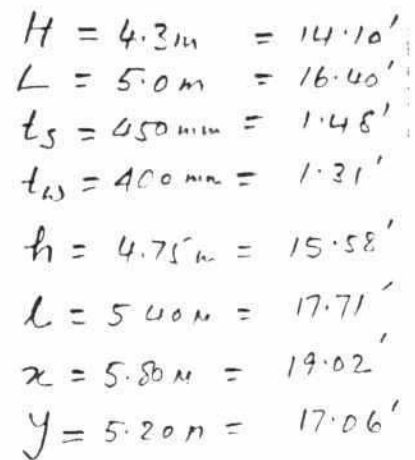 H = 4.3m = 14.10'
L = 5.0m = 16.40'
ts = 450 mm = 1.48'
tw = 400 mm = 1.31'
h = 4.75m = 15.58'
l = 5.40m = 17.71'
x = 5.80m = 19.02'
y = 5.20m = 17.06'